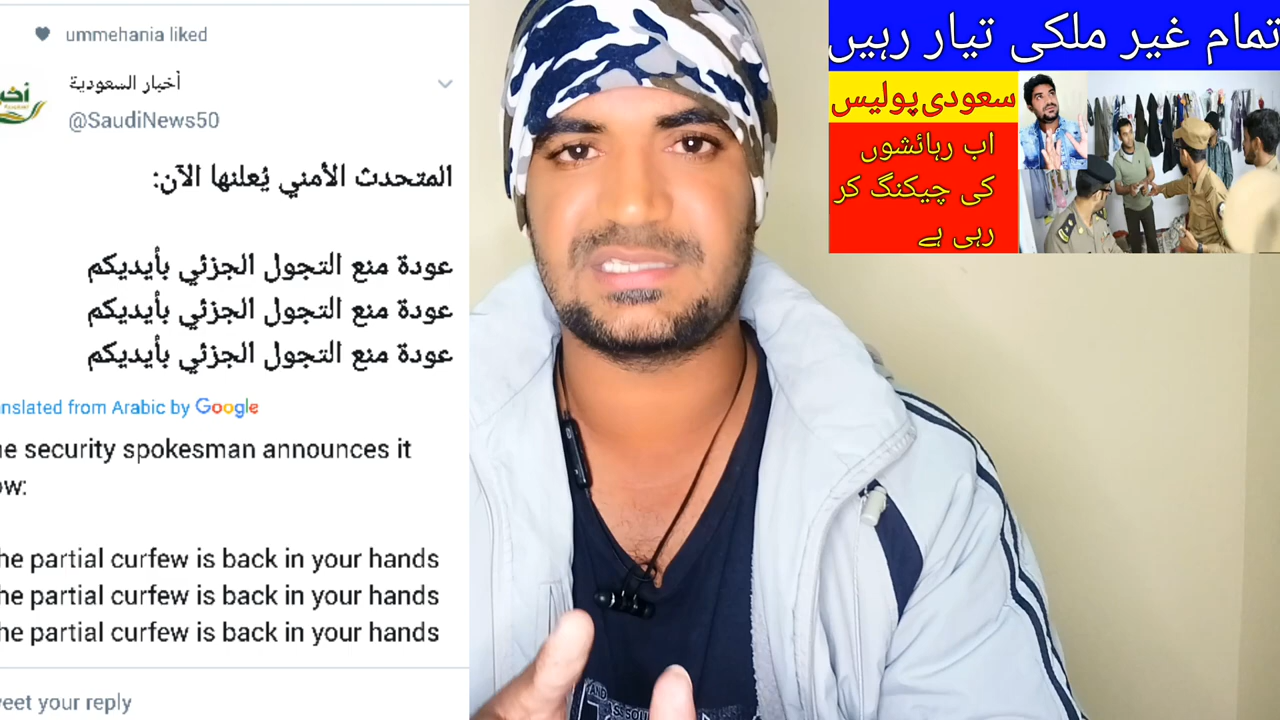 ummehania liked
أخبار السعودية
@SaudiNews50
المتحدث الأمني يُعلنها الآن:
عودة منع التجول الجزئي بأيديكم
عودة منع التجول الجزئي بأيديكم
عودة منع التجول الجزئي بأيديكم
nslated from Arabic by Google
e security spokesman announces it
ow:
he partial curfew is back in your hands
he partial curfew is back in your hands
he partial curfew is back in your hands
eet your reply
تمام غیر ملکی تیار رہیں
سعودی پولیس
اب رہائشوں
کی چیکنگ کر
رہی ہے